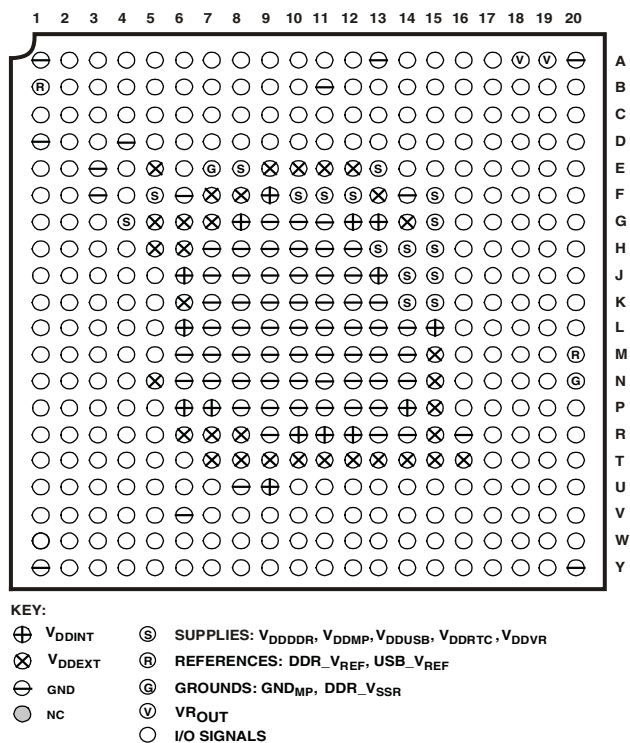 1 2 3 4 5 6 7 8 9 10 11 12 13 14 15 16 17 18 19 20
V V A
R B
C
D
G S E
S S S S S F
S S G
S S S H
S S J
S S K
L
R M
G N
P
R
T
U
V
W
Y
KEY:
VDDINT S SUPPLIES: VDDDDR, VDDMP, VDDUSB, VDDRTC, VDDVR
VDDEXT R REFERENCES: DDR_VREF, USB_VREF
GND G GROUNDS: GNDMP, DDR_VSSR
NC V VROUT
I/O SIGNALS